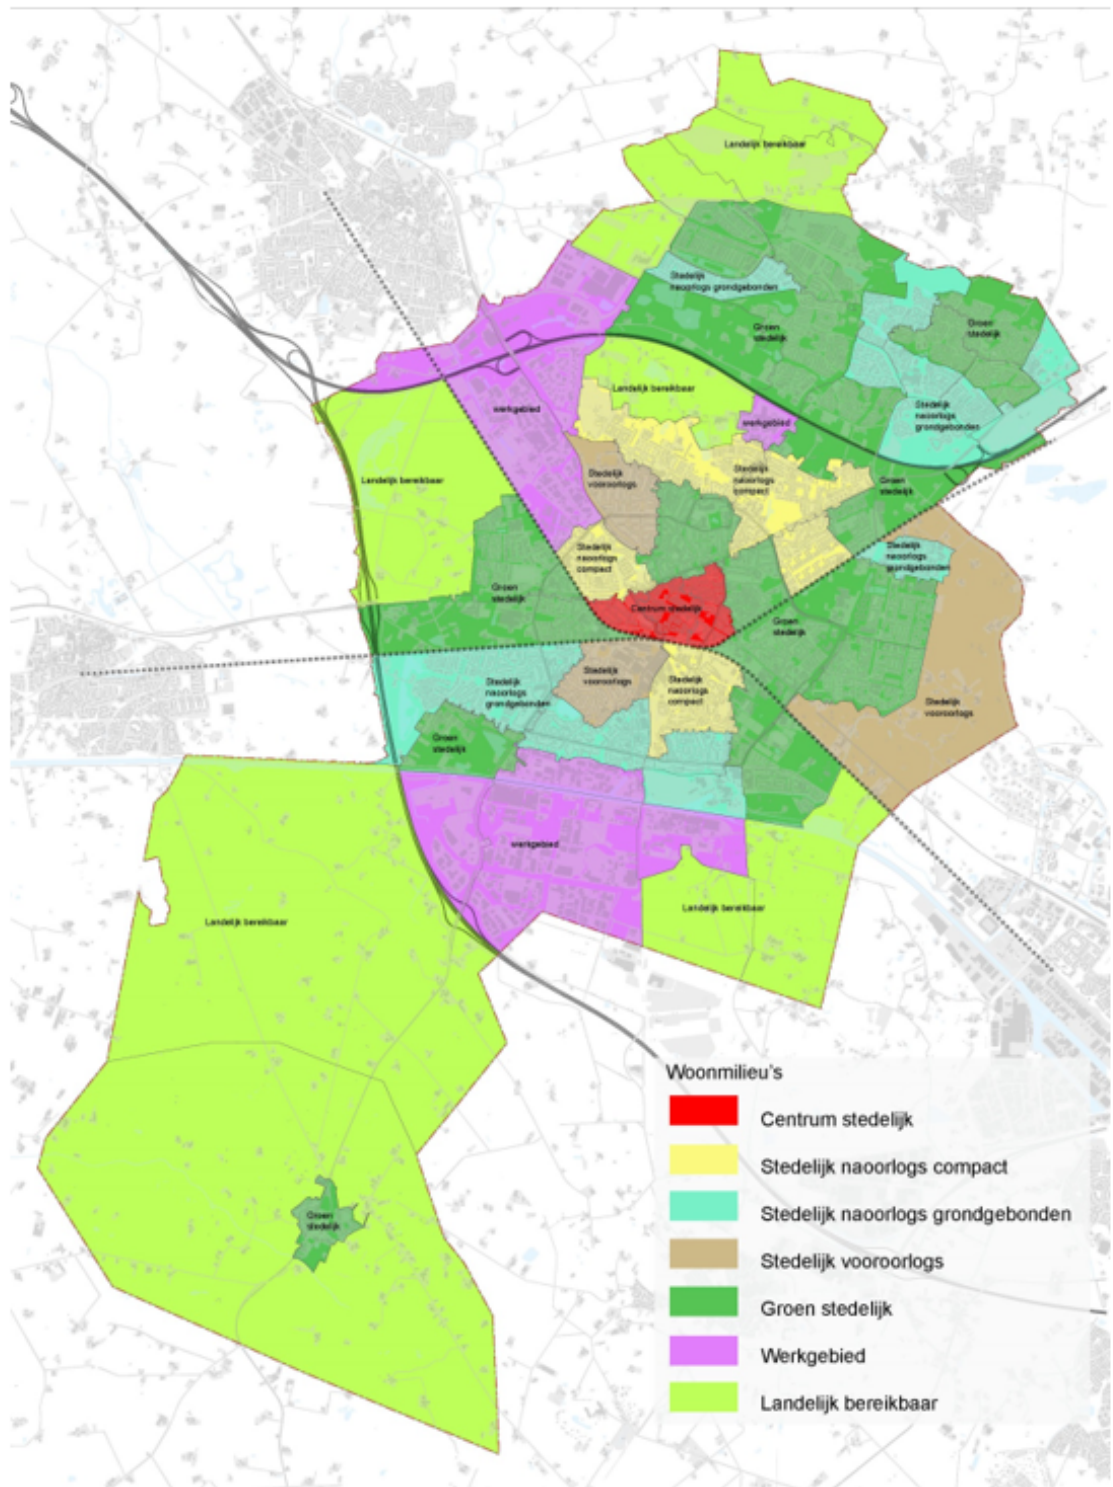 Landelijk bereikbaar
Stedelijk
naoorlogs grondgebonden
Groen
stedelijk
Groen
stedelijk
Landelijk bereikbaar
werkgebied
Stedelijk
naoorlogs
grondgebonden
werkgebied
Stedelijk
vooroorlogs
Stedelijk
naoorlogs
compact
Landelijk bereikbaar
Groen
stedelijk
Stedelijk
naoorlogs
compact
Stedelijk
naoorlogs
grondgebonden
Groen
stedelijk
Centrum stedelijk
Groen
stedelijk
Stedelijk
naoorlogs
grondgebonden
Stedelijk
vooroorlogs
Stedelijk
naoorlogs
compact
Stedelijk
vooroorlogs
Groen
stedelijk
werkgebied
Landelijk bereikbaar
Landelijk bereikbaar
Groen
stedelijk
Woonmilieu's
Centrum stedelijk
Stedelijk naoorlogs compact
Stedelijk naoorlogs grondgebonden
Stedelijk vooroorlogs
Groen stedelijk
Werkgebied
Landelijk bereikbaar